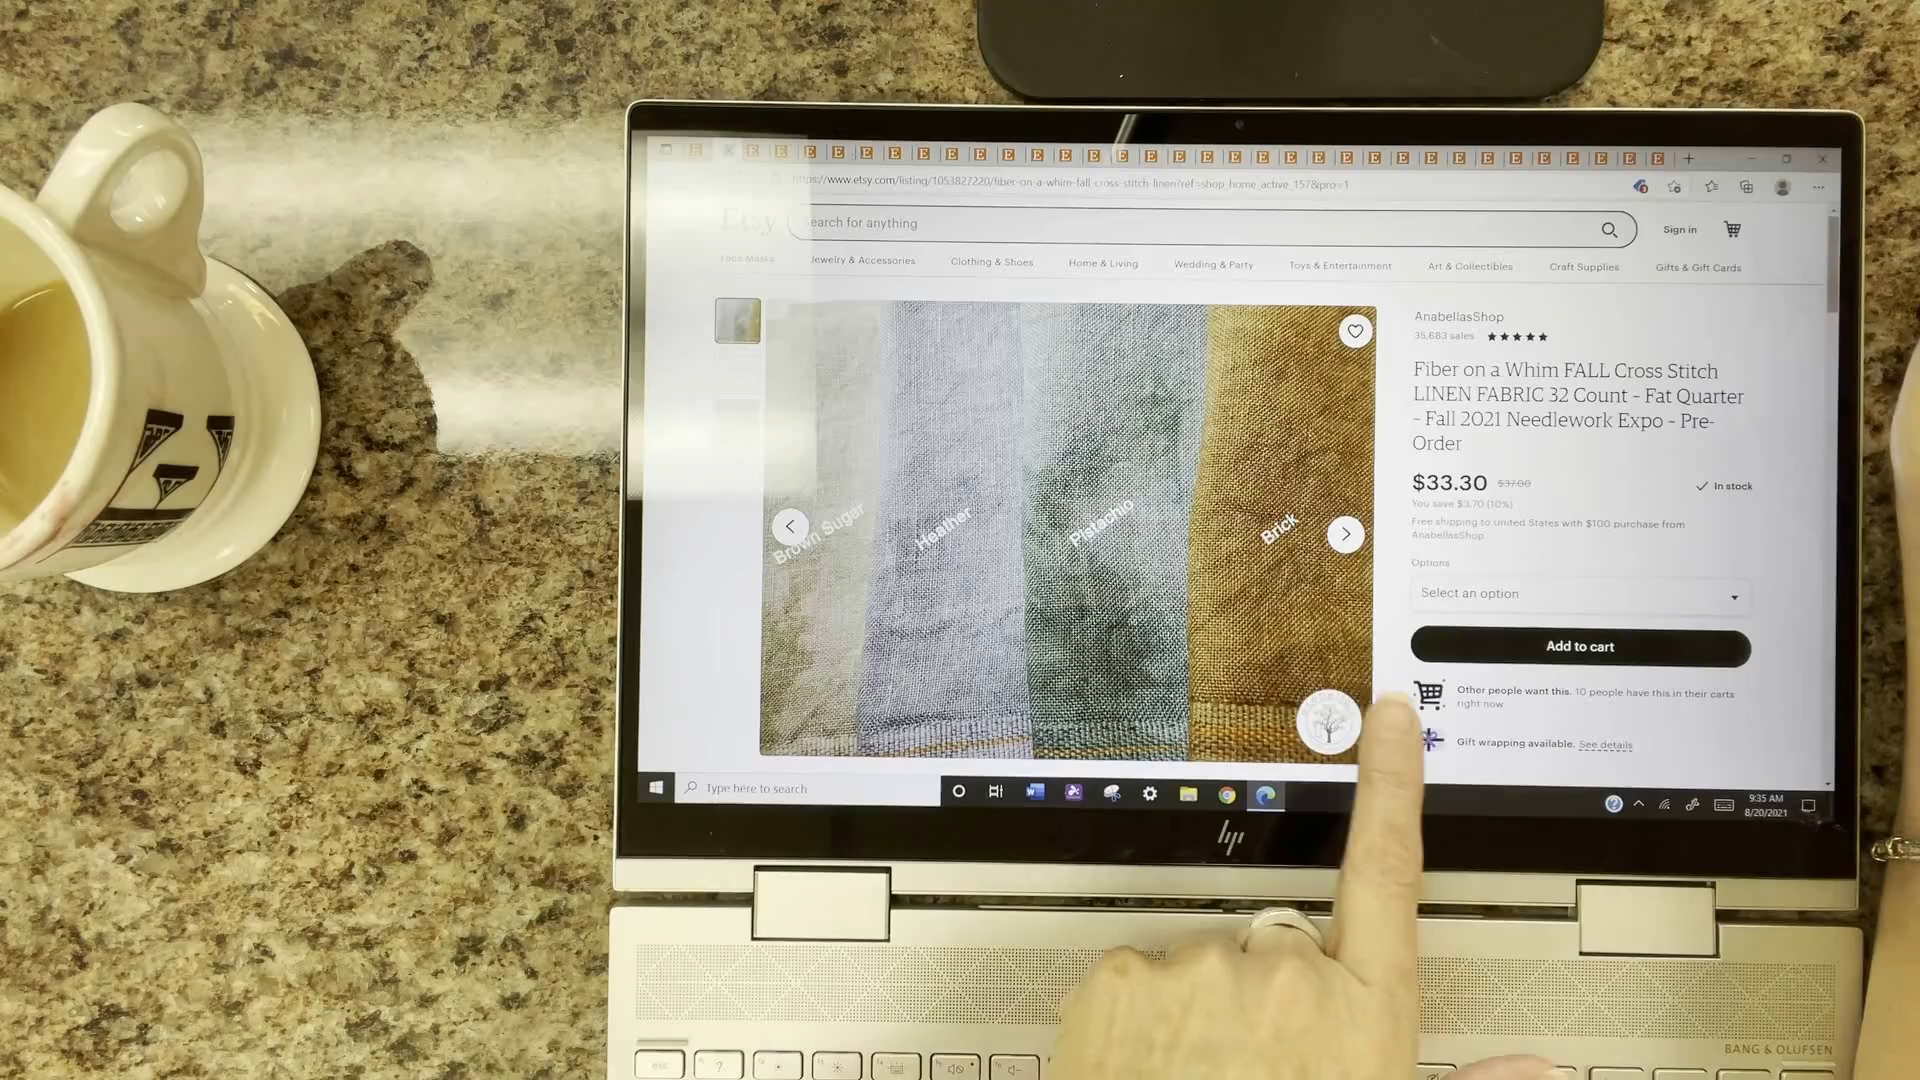 https://www.etsy.com/listing/1053827220/fiber-on-a-whim-fall-cross-stitch-linen?ref=shop_home_active_157&pro=1
Etsy
Search for anything
Sign in
Face Masks
Jewelry & Accessories
Clothing & Shoes
Home & Living
Wedding & Party
Toys & Entertainment
Art & Collectibles
Craft Supplies
Gifts & Gift Cards
AnabellasShop
35,683 sales
Fiber on a Whim FALL Cross Stitch
LINEN FABRIC 32 Count - Fat Quarter
- Fall 2021 Needlework Expo - Pre-
Order
$33.30 $37.00
In stock
You save $3.70 (10%)
Free shipping to United States with $100 purchase from
AnabellasShop
Options
Select an option
Add to cart
Other people want this. 10 people have this in their carts
right now
Gift wrapping available. See details
Brown Sugar
Heather
Pistachio
Brick
Type here to search
9:35 AM
8/20/2021
hp
BANG & OLUFSEN
esc